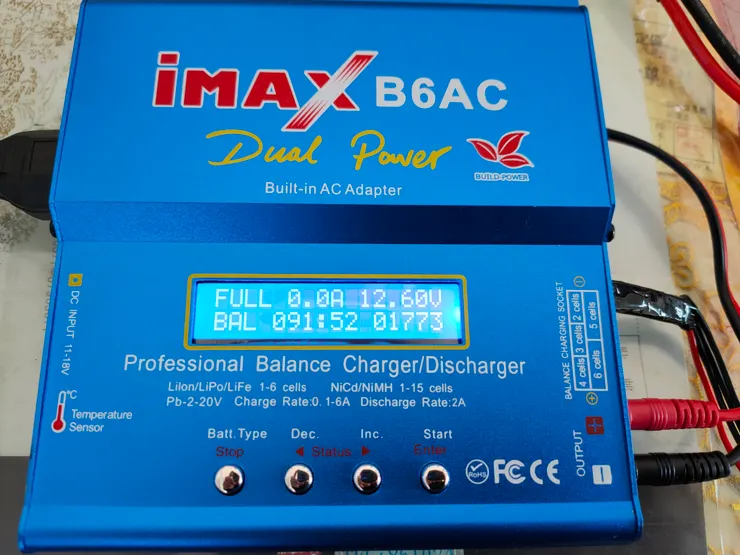 iMAX B6AC
Dual Power
BUILD-POWER
Built-in AC Adapter
DC INPUT 11-18V
FULL 0.0A 12.60V
BAL 091:52 01773
BALANCE CHARGING SOCKET
2 cells
3 cells
4 cells
5 cells
6 cells
Professional Balance Charger/Discharger
LiIon/LiPo/LiFe 1-6 cells NiCd/NiMH 1-15 cells
Pb-2-20V Charge Rate:0.1-6A Discharge Rate:2A
°C
Temperature
Sensor
Batt.Type Dec. Inc. Start
Stop ◀ Status ▶ Enter
OUTPUT
RoHS FC CE